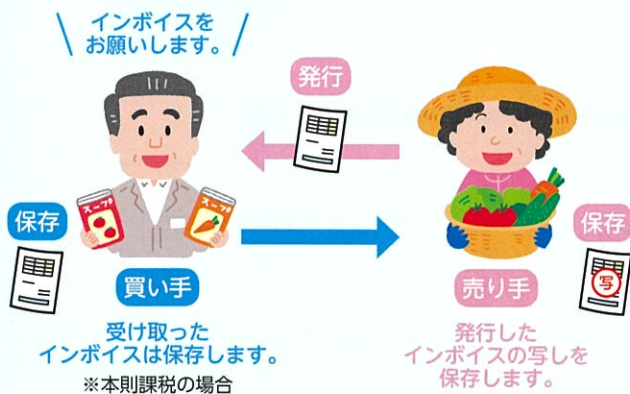 インボイスを
お願いします。
発行
スープ
スープ
保存
保存
写
買い手
売り手
受け取った
インボイスは保存します。
※本則課税の場合
発行した
インボイスの写しを
保存します。